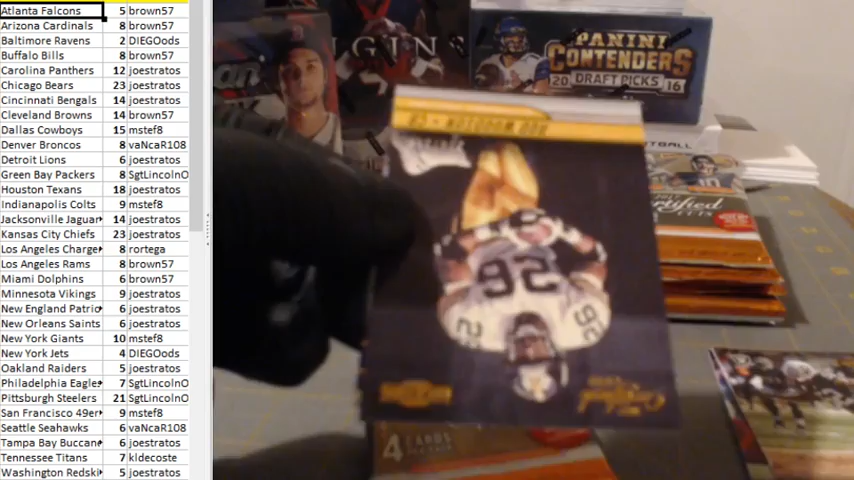 Atlanta Falcons 5 brown57
Arizona Cardinals 8 brown57
Baltimore Ravens 2 DIEGOods
Buffalo Bills 8 brown57
Carolina Panthers 12 joestratos
Chicago Bears 23 joestratos
Cincinnati Bengals 14 joestratos
Cleveland Browns 14 brown57
Dallas Cowboys 15 mstef8
Denver Broncos 8 vaNcaR108
Detroit Lions 6 joestratos
Green Bay Packers 8 SgtLincolnO
Houston Texans 18 joestratos
Indianapolis Colts 9 mstef8
Jacksonville Jaguar 14 joestratos
Kansas City Chiefs 23 joestratos
Los Angeles Charge 8 rortega
Los Angeles Rams 8 brown57
Miami Dolphins 6 brown57
Minnesota Vikings 9 joestratos
New England Patrio 6 joestratos
New Orleans Saints 6 joestratos
New York Giants 10 mstef8
New York Jets 4 DIEGOods
Oakland Raiders 5 joestratos
Philadelphia Eagle 7 SgtLincolnO
Pittsburgh Steelers 21 SgtLincolnO
San Francisco 49er 9 mstef8
Seattle Seahawks 6 vaNcaR108
Tampa Bay Buccan 6 joestratos
Tennessee Titans 7 kldecoste
Washington Redski 5 joestratos
PANINI
CONTENDERS
20 DRAFT PICKS 16
GINS
ROD WOODSON - CB
26
26
4 CARDS